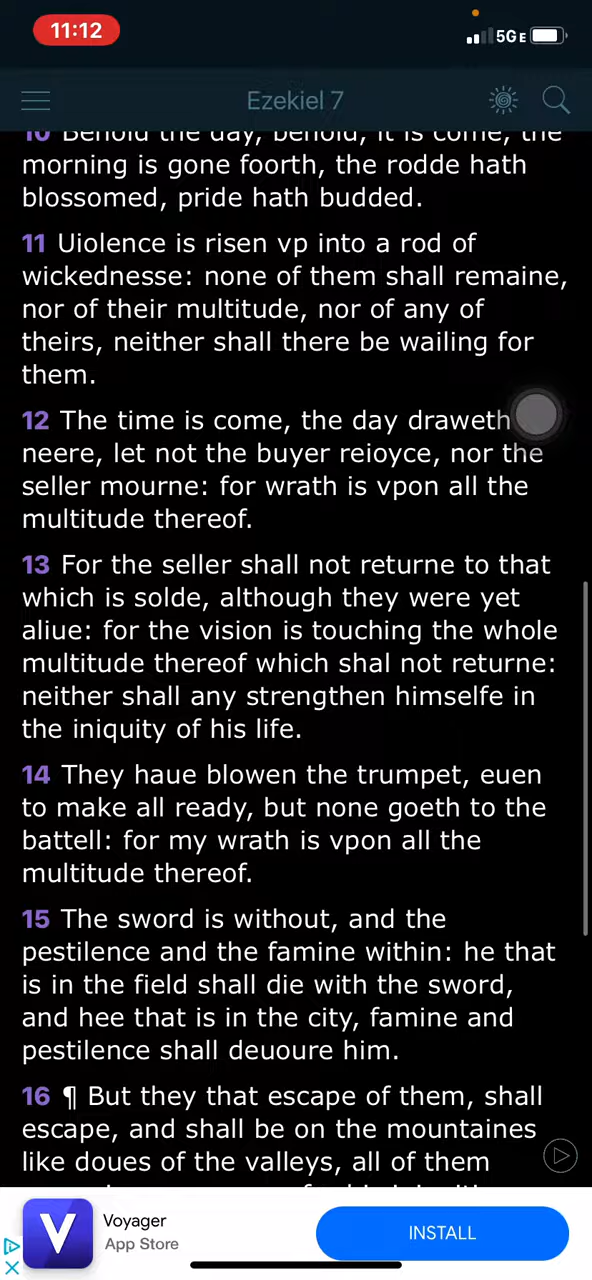 11:12
5GE
Ezekiel 7
10 Behold the day, behold, it is come, the
morning is gone foorth, the rodde hath
blossomed, pride hath budded.
11 Uiolence is risen vp into a rod of
wickednesse: none of them shall remaine,
nor of their multitude, nor of any of
theirs, neither shall there be wailing for
them.
12 The time is come, the day draweth
neere, let not the buyer reioyce, nor the
seller mourne: for wrath is vpon all the
multitude thereof.
13 For the seller shall not returne to that
which is solde, although they were yet
aliue: for the vision is touching the whole
multitude thereof which shal not returne:
neither shall any strengthen himselfe in
the iniquity of his life.
14 They haue blowen the trumpet, euen
to make all ready, but none goeth to the
battell: for my wrath is vpon all the
multitude thereof.
15 The sword is without, and the
pestilence and the famine within: he that
is in the field shall die with the sword,
and hee that is in the city, famine and
pestilence shall deuoure him.
16 ¶ But they that escape of them, shall
escape, and shall be on the mountaines
like doues of the valleys, all of them
V
Voyager
App Store
INSTALL